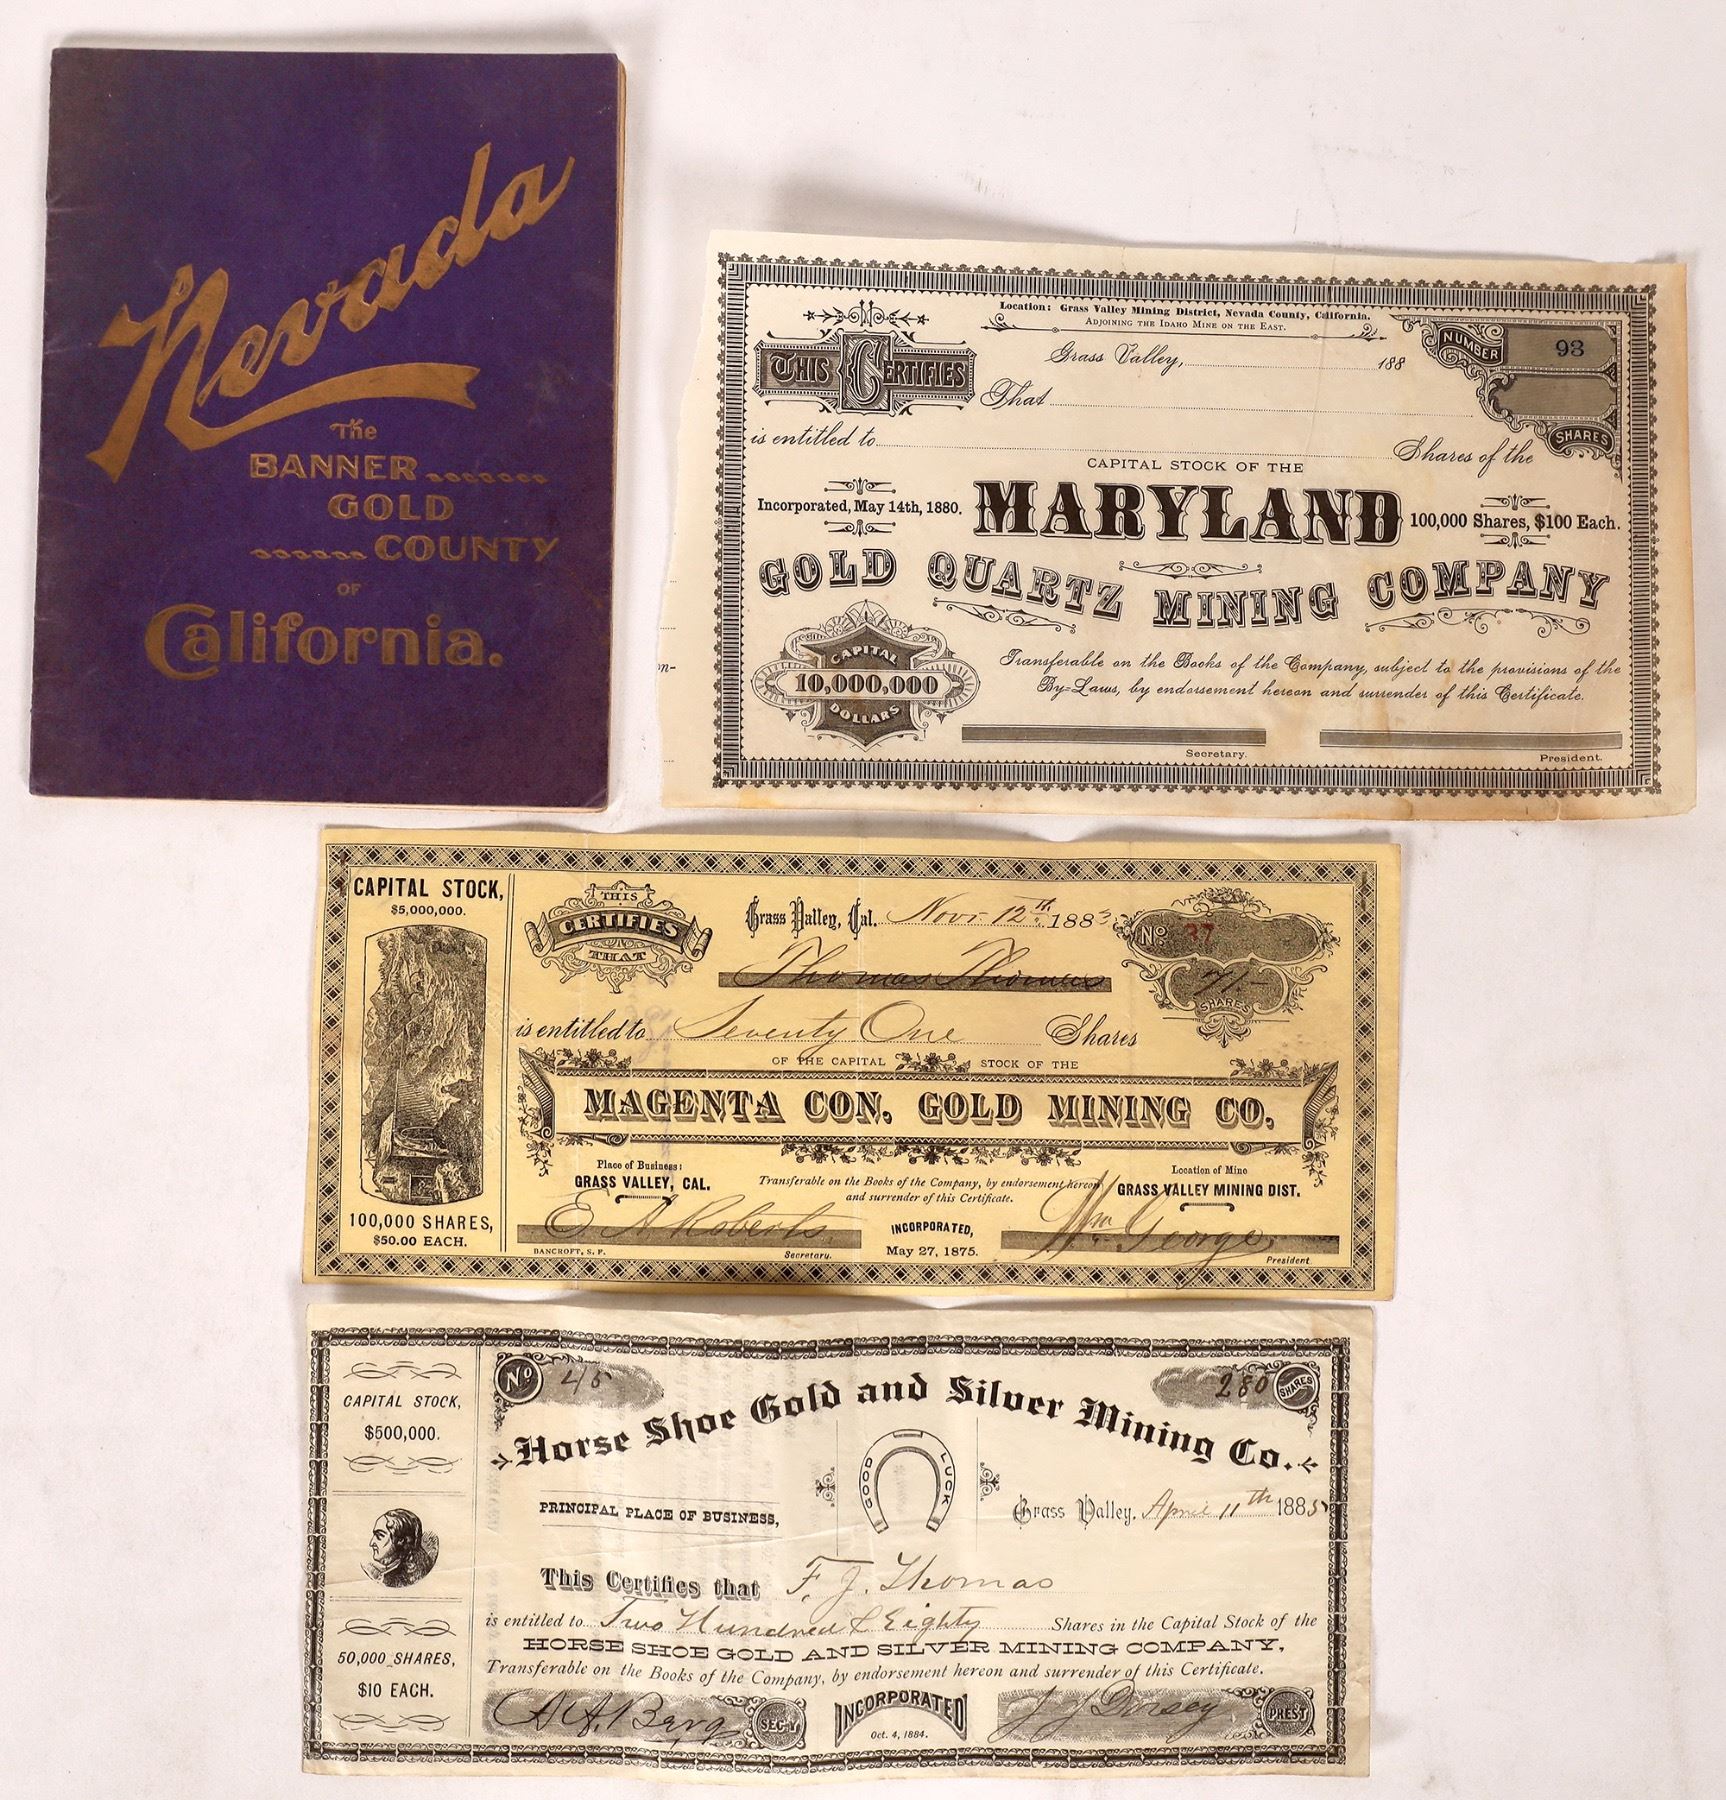 Nevada
The
BANNER
GOLD
COUNTY
OF
California.
Location: Grass Valley Mining District, Nevada County, California.
ADJOINING THE IDAHO MINE ON THE EAST.
THIS CERTIFIES
Grass Valley, 188
NUMBER 93
That
SHARES
is entitled to Shares of the
CAPITAL STOCK OF THE
Incorporated, May 14th, 1880. MARYLAND 100,000 Shares, $100 Each.
GOLD QUARTZ MINING COMPANY
CAPITAL
10,000,000
DOLLARS
Transferable on the Books of the Company, subject to the provisions of the
By-Laws, by endorsement hereon and surrender of this Certificate.
Secretary. President.
n-
CAPITAL STOCK,
$5,000,000.
100,000 SHARES,
$50.00 EACH.
THIS
CERTIFIES
THAT
Grass Valley, Cal. Novr. 12th 1883
No. 37
Thomas Thomas
71.-
SHARES
is entitled to Seventy One Shares
OF THE CAPITAL STOCK OF THE
MAGENTA CON. GOLD MINING CO.
Place of Business:
GRASS VALLEY, CAL.
Transferable on the Books of the Company, by endorsement hereon
and surrender of this Certificate.
Location of Mine
GRASS VALLEY MINING DIST.
E A Roberts
Secretary.
BANCROFT, S. F.
INCORPORATED,
May 27, 1875.
Wm George
President
CAPITAL STOCK,
$500,000.
50,000 SHARES,
$10 EACH.
No 45
280 SHARES
Horse Shoe Gold and Silver Mining Co.
GOOD LUCK
PRINCIPAL PLACE OF BUSINESS,
Grass Valley. April 11th 1885
This Certifies that F. J. Thomas
is entitled to Two Hundred & Eighty Shares in the Capital Stock of the
HORSE SHOE GOLD AND SILVER MINING COMPANY,
Transferable on the Books of the Company, by endorsement hereon and surrender of this Certificate.
A A. Berg SEC'Y
INCORPORATED
Oct. 4, 1884.
J J Dorsey PREST